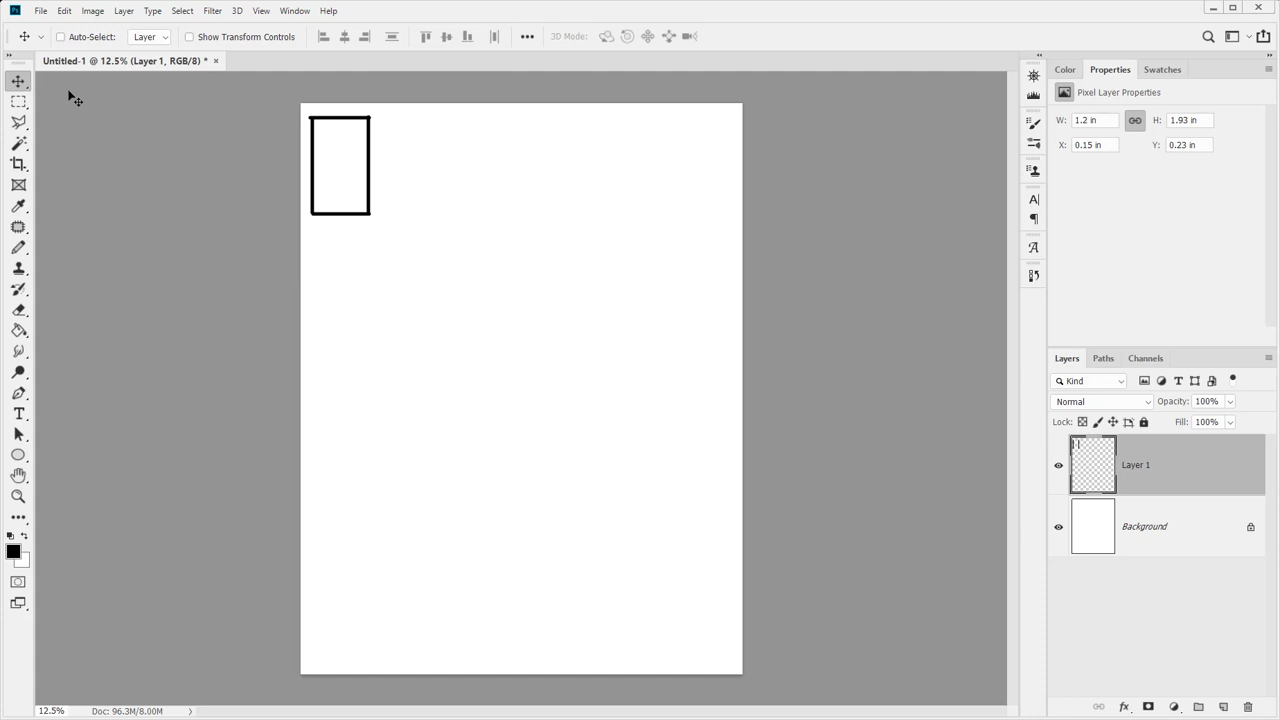 Ps File Edit Image Layer Type Select Filter 3D View Window Help
Auto-Select: Layer Show Transform Controls 3D Mode:
Untitled-1 @ 12.5% (Layer 1, RGB/8) *
Color Properties Swatches
Pixel Layer Properties
W: 1.2 in H: 1.93 in
X: 0.15 in Y: 0.23 in
Layers Paths Channels
Kind
Normal Opacity: 100%
Lock: Fill: 100%
Layer 1
Background
12.5% Doc: 96.3M/8.00M